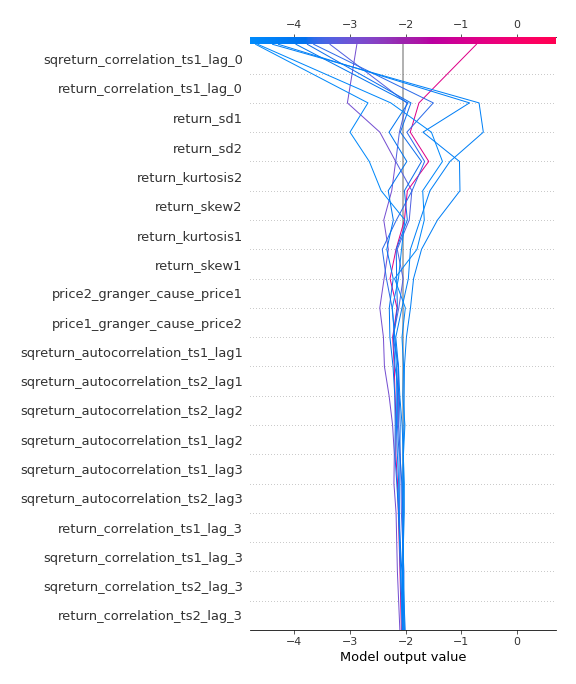 −4 −3 −2 −1 0
sqreturn_correlation_ts1_lag_0
return_correlation_ts1_lag_0
return_sd1
return_sd2
return_kurtosis2
return_skew2
return_kurtosis1
return_skew1
price2_granger_cause_price1
price1_granger_cause_price2
sqreturn_autocorrelation_ts1_lag1
sqreturn_autocorrelation_ts2_lag1
sqreturn_autocorrelation_ts2_lag2
sqreturn_autocorrelation_ts1_lag2
sqreturn_autocorrelation_ts1_lag3
sqreturn_autocorrelation_ts2_lag3
return_correlation_ts1_lag_3
sqreturn_correlation_ts1_lag_3
sqreturn_correlation_ts2_lag_3
return_correlation_ts2_lag_3
−4 −3 −2 −1 0
Model output value